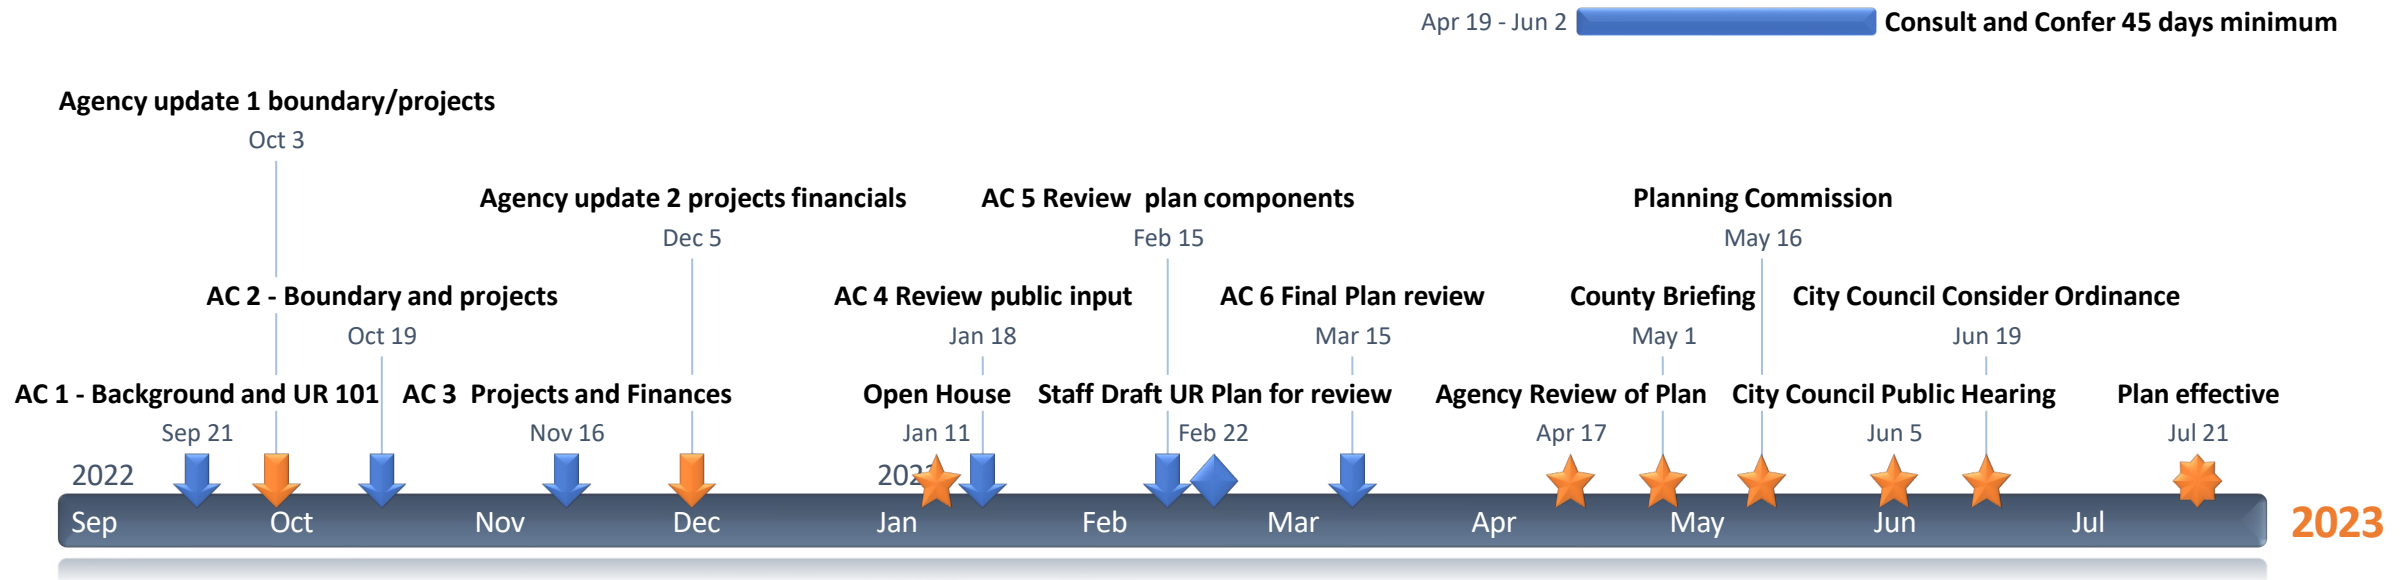 Apr 19 - Jun 2 Consult and Confer 45 days minimum
Agency update 1 boundary/projects
Oct 3
Agency update 2 projects financials
Dec 5
AC 5 Review plan components
Feb 15
Planning Commission
May 16
AC 2 - Boundary and projects
Oct 19
AC 4 Review public input
Jan 18
AC 6 Final Plan review
Mar 15
County Briefing
May 1
City Council Consider Ordinance
Jun 19
AC 1 - Background and UR 101
Sep 21
AC 3 Projects and Finances
Nov 16
Open House
Jan 11
Staff Draft UR Plan for review
Feb 22
Agency Review of Plan
Apr 17
City Council Public Hearing
Jun 5
Plan effective
Jul 21
2022
Sep Oct Nov Dec Jan Feb Mar Apr May Jun Jul
2023